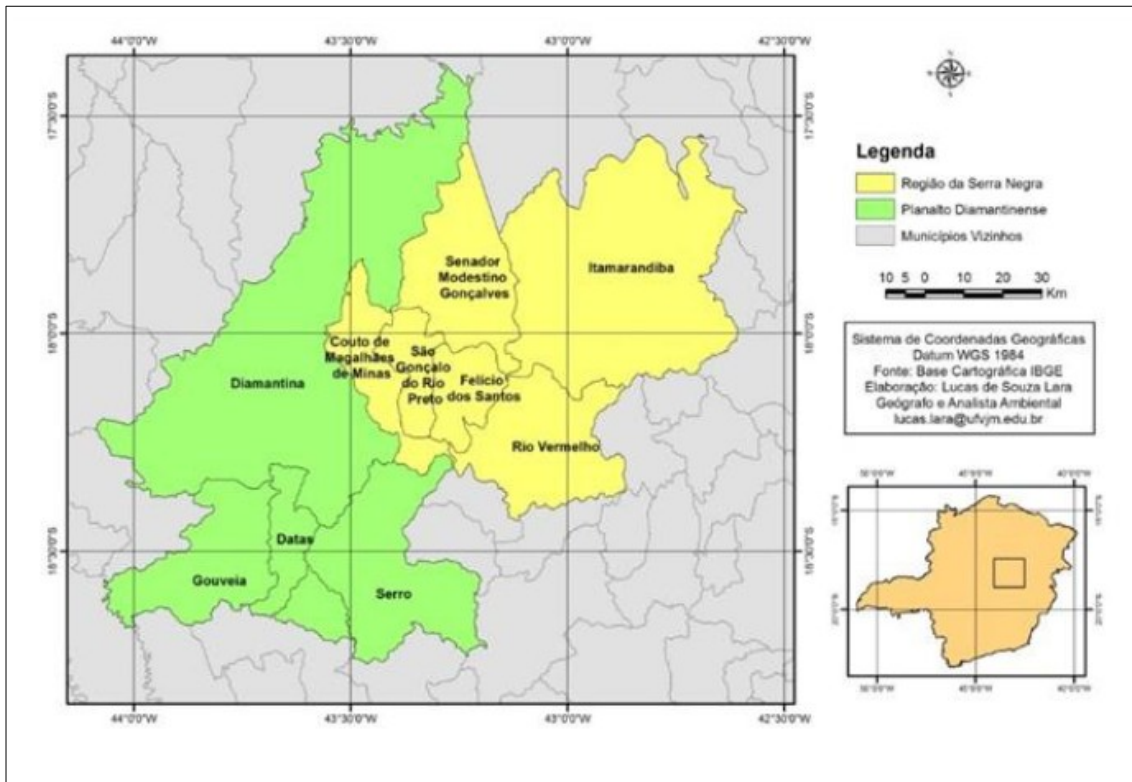 44°0'0"W
43°30'0"W
43°0'0"W
42°30'0"W
17°30'0"S
17°30'0"S
Legenda
Região da Serra Negra
Planalto Diamantinense
Municípios Vizinhos
10 5 0 10 20 30
Km
Senador
Modestino
Gonçalves
Itamarandiba
18°0'0"S
18°0'0"S
Couto de
Magalhães
de Minas
São
Gonçalo
do Rio
Preto
Felício
dos Santos
Diamantina
Rio Vermelho
Sistema de Coordenadas Geográficas
Datum WGS 1984
Fonte: Base Cartográfica IBGE
Elaboração: Lucas de Souza Lara
Geógrafo e Analista Ambiental
lucas.lara@ufvjm.edu.br
18°30'0"S
18°30'0"S
Datas
Gouveia
Serro
44°0'0"W
43°30'0"W
43°0'0"W
42°30'0"W